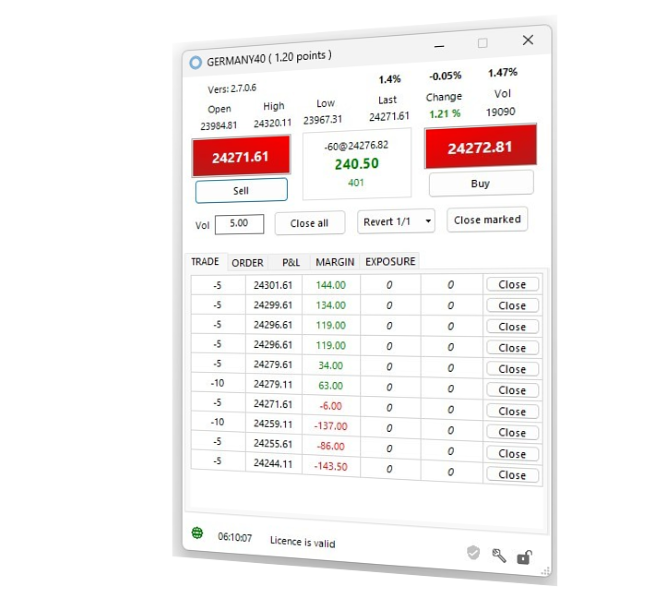 GERMANY40 ( 1.20 points )
Vers: 2.7.0.6
1.4% -0.05% 1.47%
Open High Low Last Change Vol
23984.81 24320.11 23967.31 24271.61 1.21 % 19090
24271.61
-60@24276.82
240.50
401
24272.81
Sell
Buy
Vol 5.00 Close all Revert 1/1 Close marked
TRADE ORDER P&L MARGIN EXPOSURE
-5 24301.61 144.00 0 0 Close
-5 24299.61 134.00 0 0 Close
-5 24296.61 119.00 0 0 Close
-5 24296.61 119.00 0 0 Close
-5 24279.61 34.00 0 0 Close
-10 24279.11 63.00 0 0 Close
-5 24271.61 -6.00 0 0 Close
-10 24259.11 -137.00 0 0 Close
-5 24255.61 -86.00 0 0 Close
-5 24244.11 -143.50 0 0 Close
06:10:07 Licence is valid